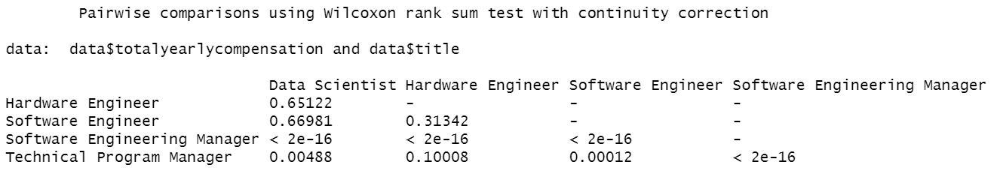 Pairwise comparisons using Wilcoxon rank sum test with continuity correction
data:  data$totalyearlycompensation and data$title
Data Scientist Hardware Engineer Software Engineer Software Engineering Manager
Hardware Engineer 0.65122 - - -
Software Engineer 0.66981 0.31342 - -
Software Engineering Manager < 2e-16 < 2e-16 < 2e-16 -
Technical Program Manager 0.00488 0.10008 0.00012 < 2e-16